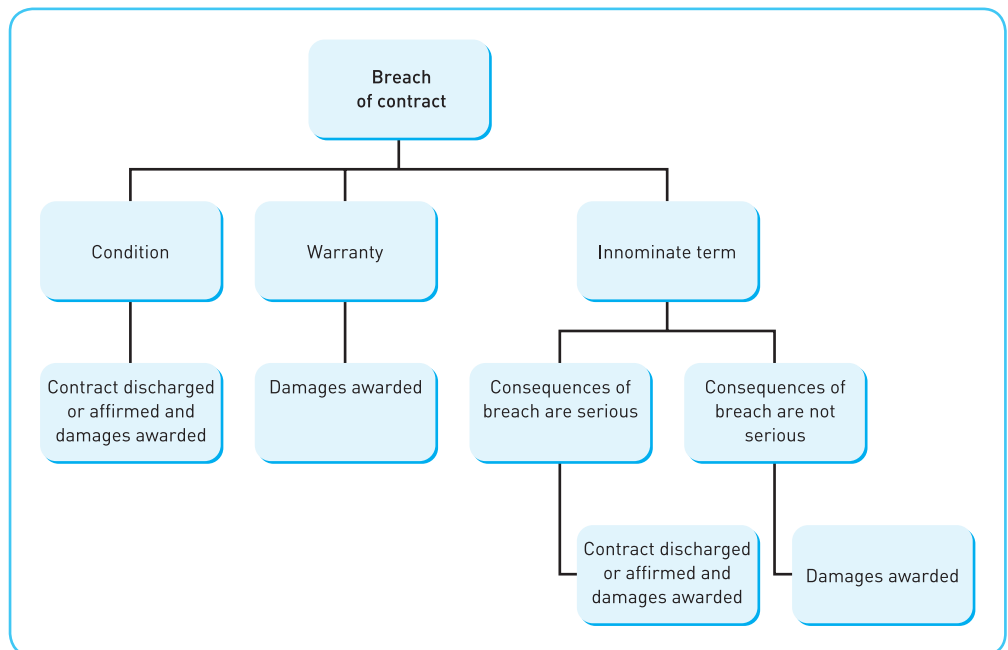 Breach
of contract
Condition
Warranty
Innominate term
Contract discharged
or affirmed and
damages awarded
Damages awarded
Consequences of
breach are serious
Consequences of
breach are not
serious
Contract discharged
or affirmed and
damages awarded
Damages awarded